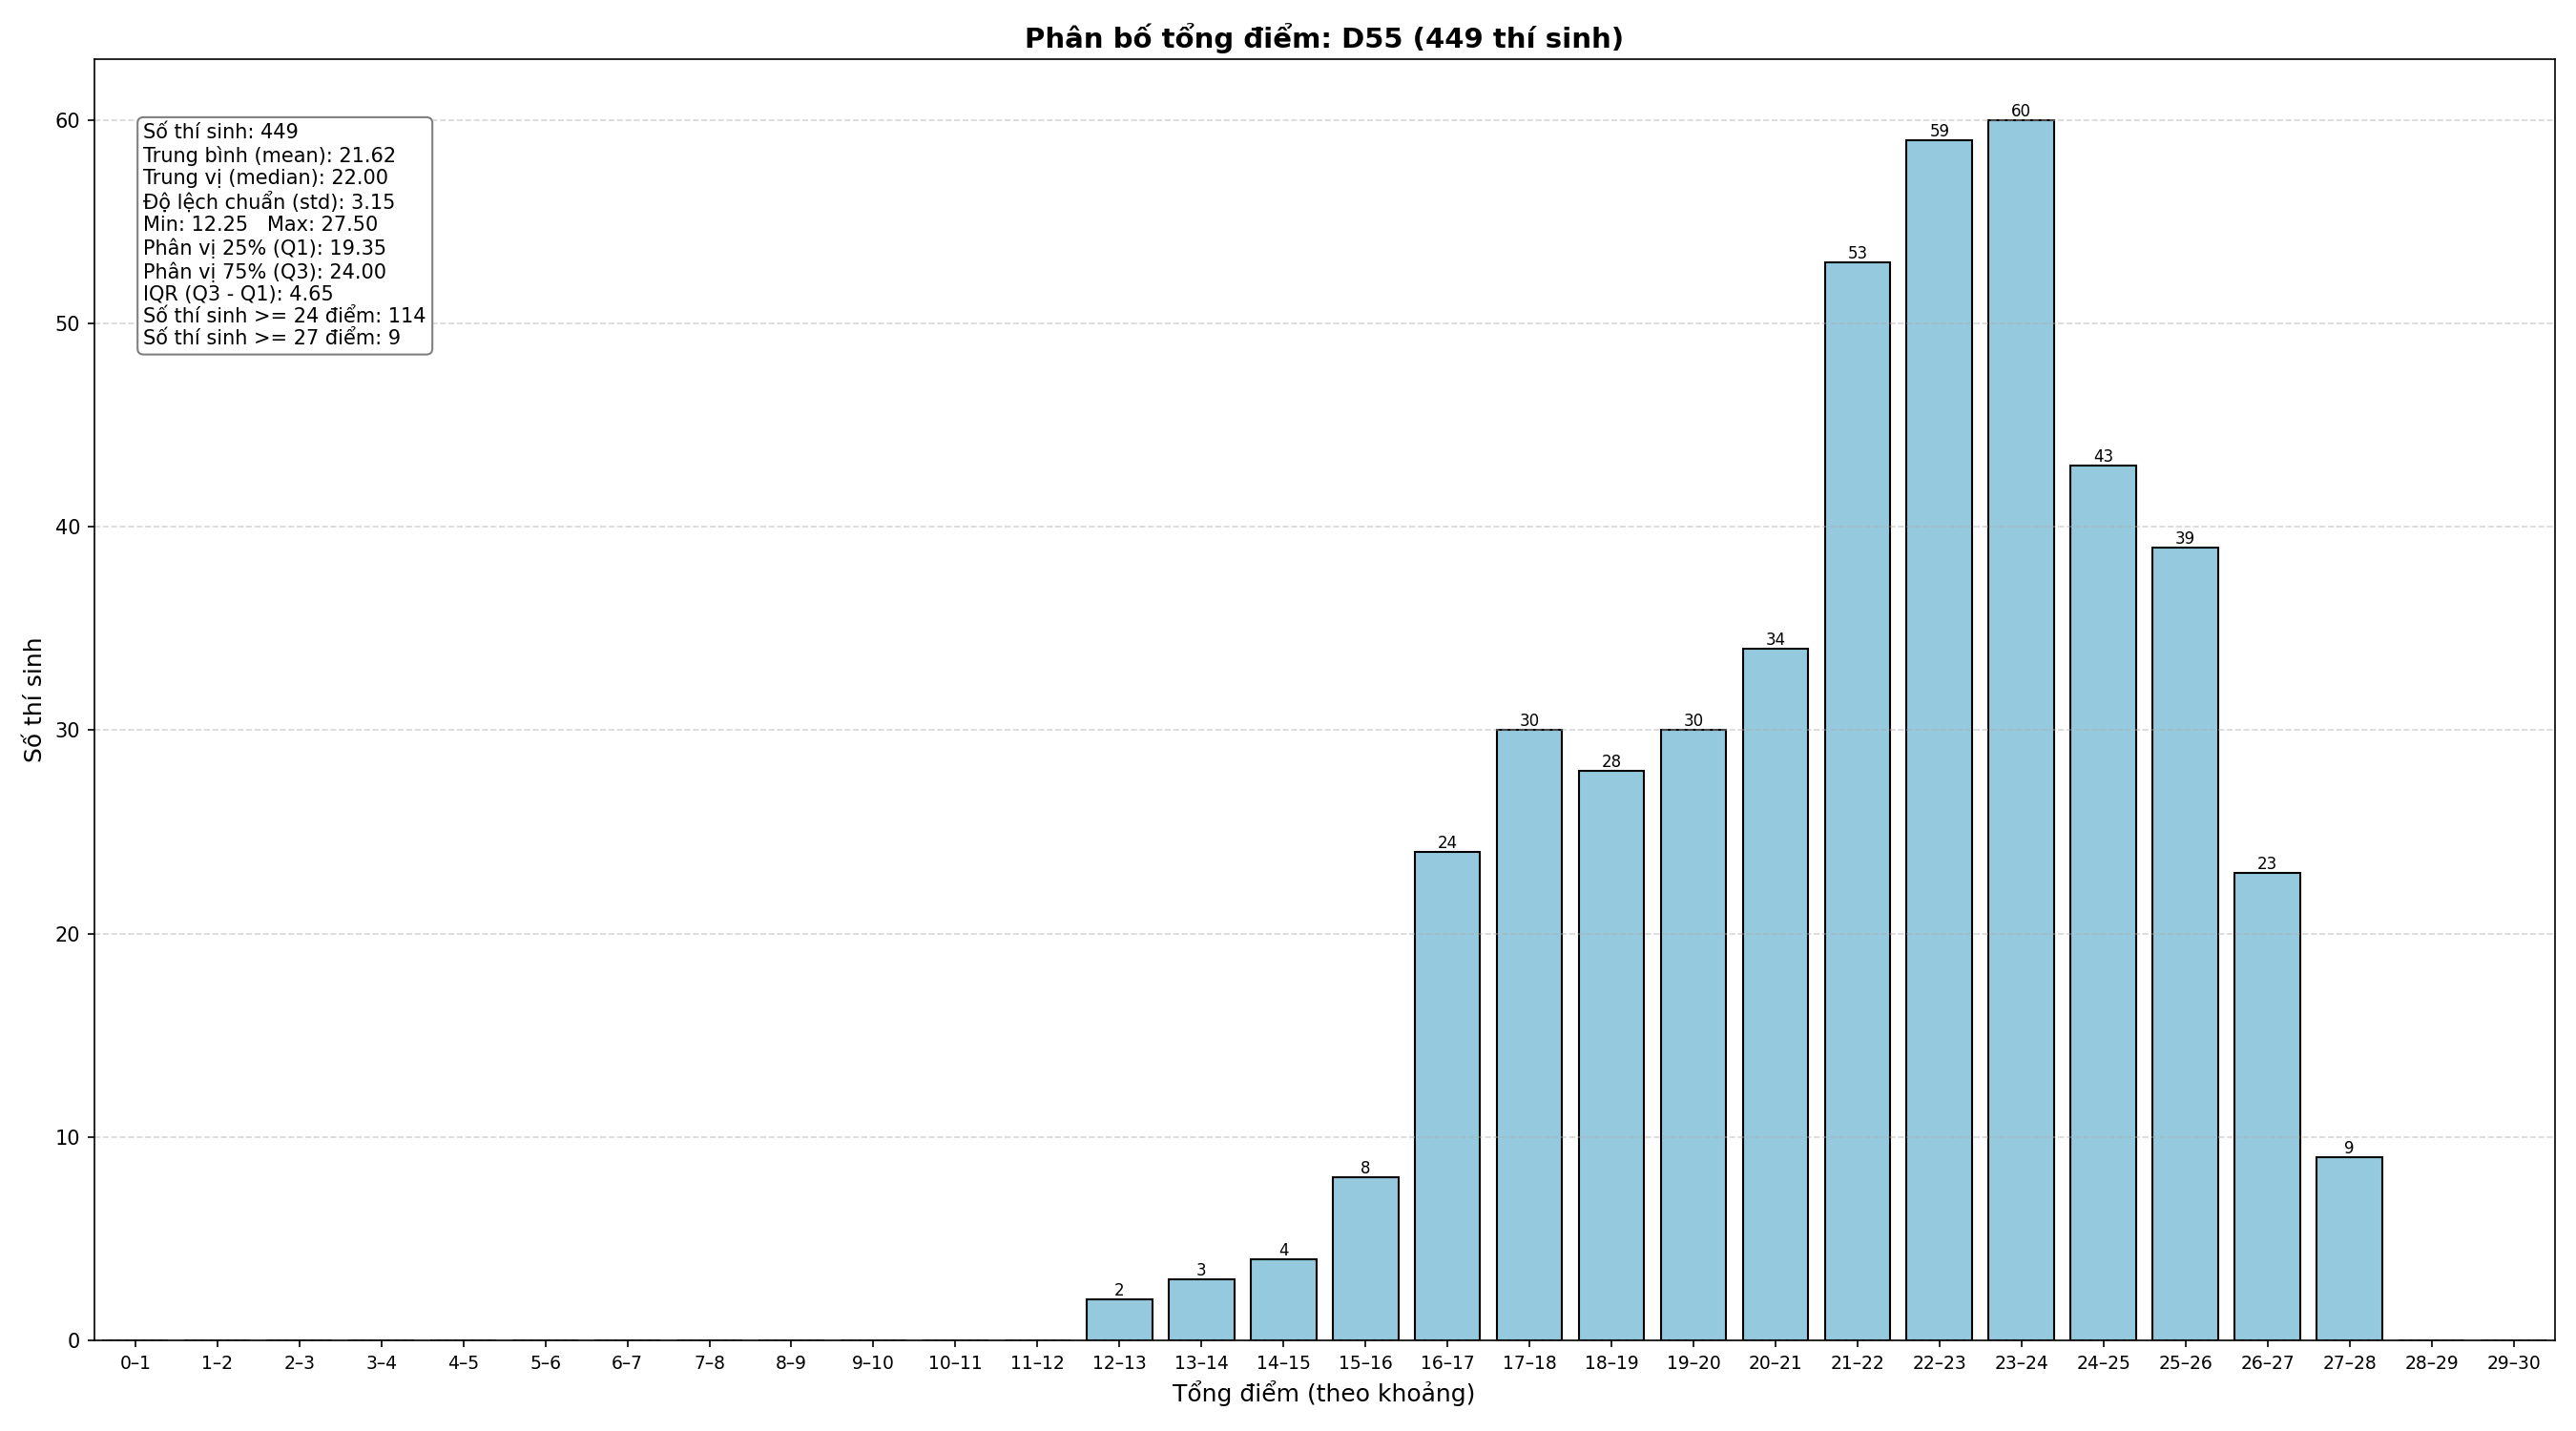 Phân bố tổng điểm: D55 (449 thí sinh)
Số thí sinh: 449
Trung bình (mean): 21.62
Trung vị (median): 22.00
Độ lệch chuẩn (std): 3.15
Min: 12.25   Max: 27.50
Phân vị 25% (Q1): 19.35
Phân vị 75% (Q3): 24.00
IQR (Q3 - Q1): 4.65
Số thí sinh >= 24 điểm: 114
Số thí sinh >= 27 điểm: 9
Số thí sinh
60
50
40
30
20
10
0
2
3
4
8
24
30
28
30
34
53
59
60
43
39
23
9
0–1 1–2 2–3 3–4 4–5 5–6 6–7 7–8 8–9 9–10 10–11 11–12 12–13 13–14 14–15 15–16 16–17 17–18 18–19 19–20 20–21 21–22 22–23 23–24 24–25 25–26 26–27 27–28 28–29 29–30
Tổng điểm (theo khoảng)